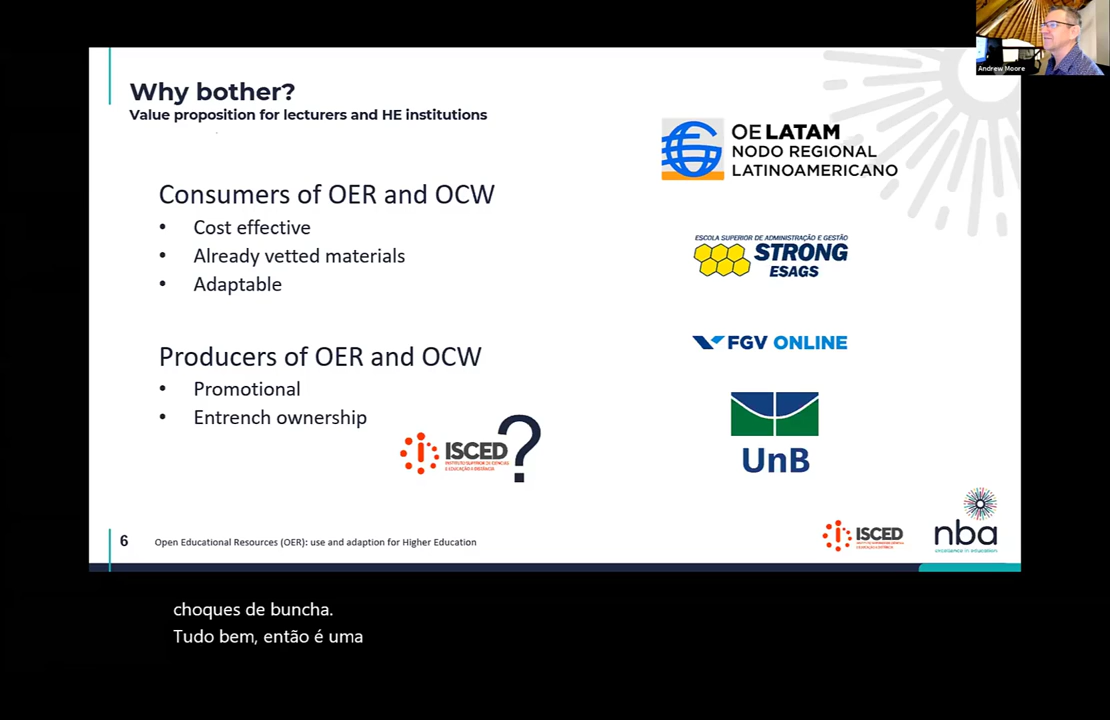 Andrew Moore
Why bother?
Value proposition for lecturers and HE institutions
Consumers of OER and OCW
• Cost effective
• Already vetted materials
• Adaptable
Producers of OER and OCW
• Promotional
• Entrench ownership
ISCED
?
OE LATAM
NODO REGIONAL
LATINOAMERICANO
ESCOLA SUPERIOR DE ADMINISTRAÇÃO E GESTÃO
STRONG
ESAGS
FGV ONLINE
UnB
6
Open Educational Resources (OER): use and adaption for Higher Education
ISCED
nba
excellence in education
choques de buncha.
Tudo bem, então é uma